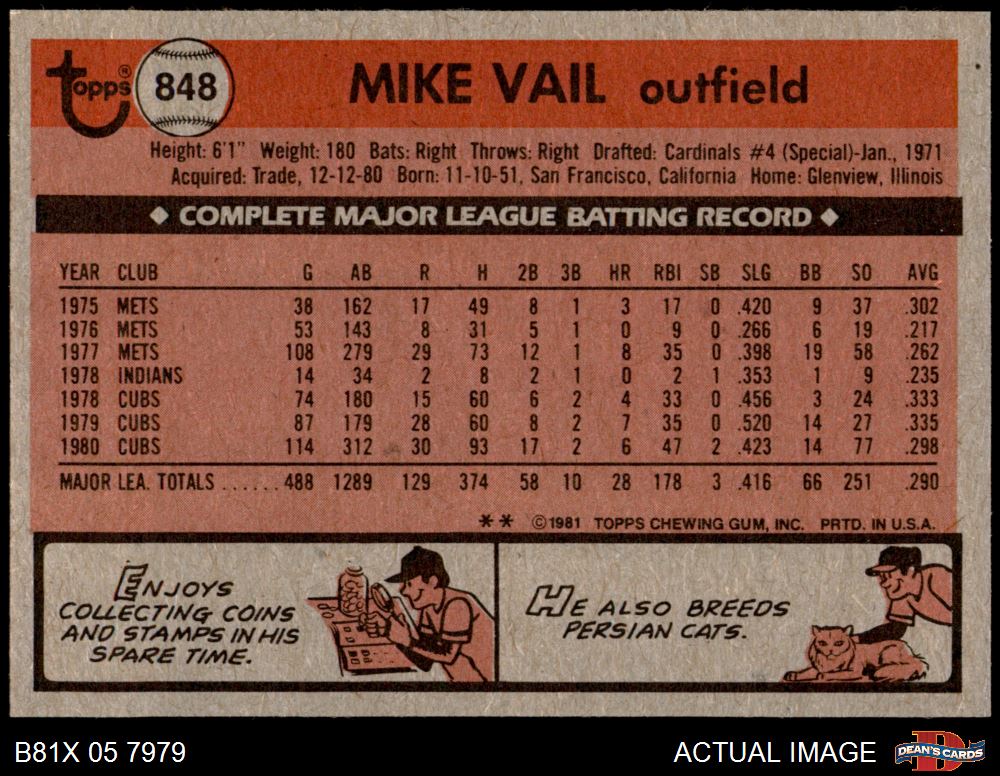 topps® 848 MIKE VAIL outfield
Height: 6'1" Weight: 180 Bats: Right Throws: Right Drafted: Cardinals #4 (Special)-Jan., 1971
Acquired: Trade, 12-12-80 Born: 11-10-51, San Francisco, California Home: Glenview, Illinois
◆ COMPLETE MAJOR LEAGUE BATTING RECORD ◆
YEAR CLUB G AB R H 2B 3B HR RBI SB SLG BB SO AVG
1975 METS 38 162 17 49 8 1 3 17 0 .420 9 37 .302
1976 METS 53 143 8 31 5 1 0 9 0 .266 6 19 .217
1977 METS 108 279 29 73 12 1 8 35 0 .398 19 58 .262
1978 INDIANS 14 34 2 8 2 1 0 2 1 .353 1 9 .235
1978 CUBS 74 180 15 60 6 2 4 33 0 .456 3 24 .333
1979 CUBS 87 179 28 60 8 2 7 35 0 .520 14 27 .335
1980 CUBS 114 312 30 93 17 2 6 47 2 .423 14 77 .298
MAJOR LEA. TOTALS ...... 488 1289 129 374 58 10 28 178 3 .416 66 251 .290
** ©1981 TOPPS CHEWING GUM, INC. PRTD. IN U.S.A.
ENJOYS
COLLECTING COINS
AND STAMPS IN HIS
SPARE TIME.
HE ALSO BREEDS
PERSIAN CATS.
B81X 05 7979 ACTUAL IMAGE DEAN'S CARDS